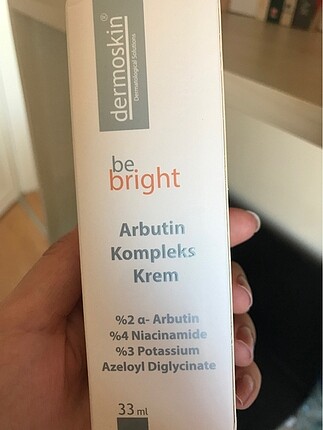 dermoskin®
Dermatological Solutions
be
bright
Arbutin
Kompleks
Krem
%2 α- Arbutin
%4 Niacinamide
%3 Potassium
Azeloyl Diglycinate
33 ml